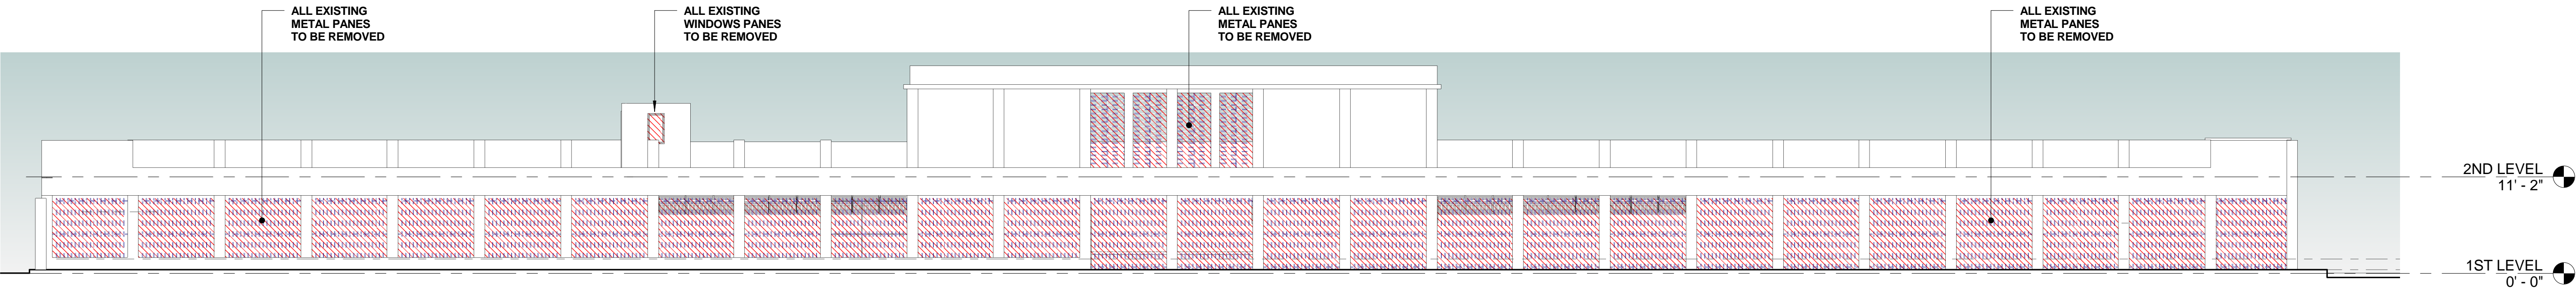 ALL EXISTING
METAL PANES
TO BE REMOVED
ALL EXISTING
WINDOWS PANES
TO BE REMOVED
ALL EXISTING
METAL PANES
TO BE REMOVED
ALL EXISTING
METAL PANES
TO BE REMOVED
2ND LEVEL
11' - 2"
1ST LEVEL
0' - 0"